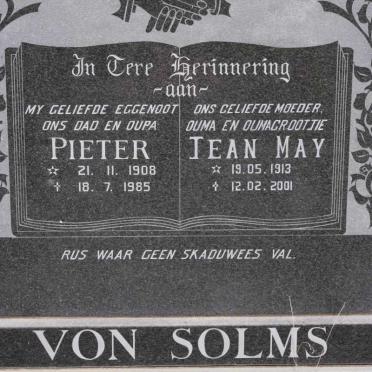 In Tere Herinnering
~aan~
MY GELIEFDE EGGENOOT
ONS DAD EN OUPA
PIETER
☆ 21. 11. 1908
✝ 18. 7. 1985
ONS GELIEFDE MOEDER,
OUMA EN OUMAGROOTJIE
JEAN MAY
☆ 19.05.1913
✝ 12.02.2001
RUS WAAR GEEN SKADUWEES VAL.
VON SOLMS